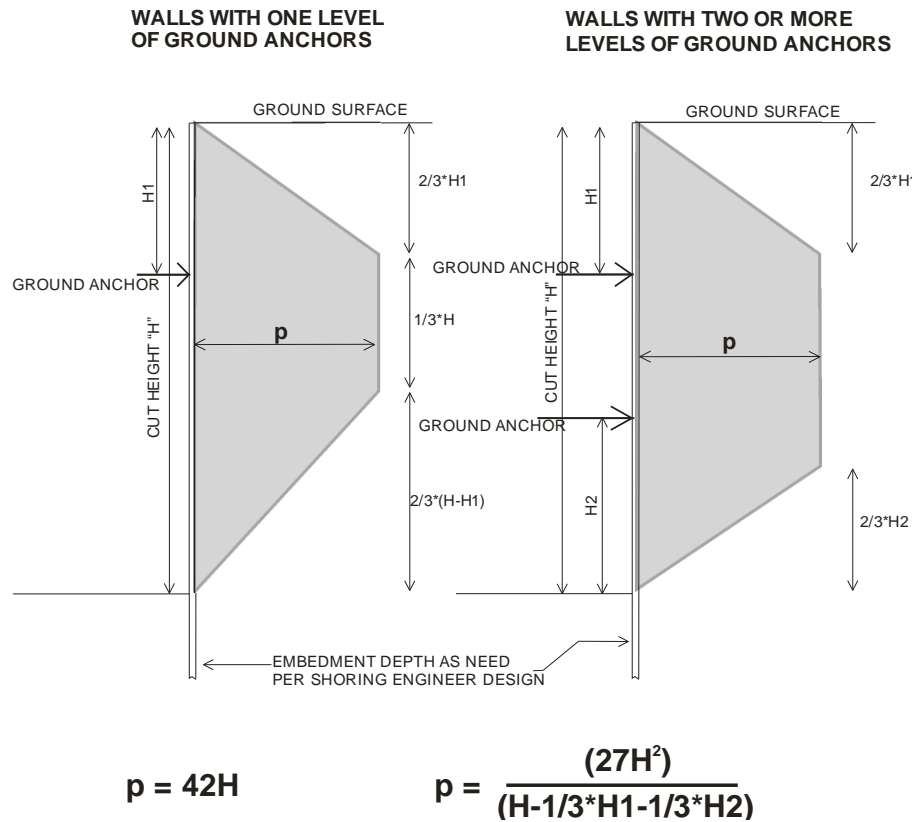 WALLS WITH ONE LEVEL
OF GROUND ANCHORS
GROUND SURFACE
H1
2/3*H1
GROUND ANCHOR
CUT HEIGHT “H”
p
1/3*H
2/3*(H-H1)
WALLS WITH TWO OR MORE
LEVELS OF GROUND ANCHORS
GROUND SURFACE
H1
2/3*H1
GROUND ANCHOR
CUT HEIGHT “H”
p
GROUND ANCHOR
H2
2/3*H2
EMBEDMENT DEPTH AS NEED
PER SHORING ENGINEER DESIGN
p = 42H
p = (27H²)
(H-1/3*H1-1/3*H2)